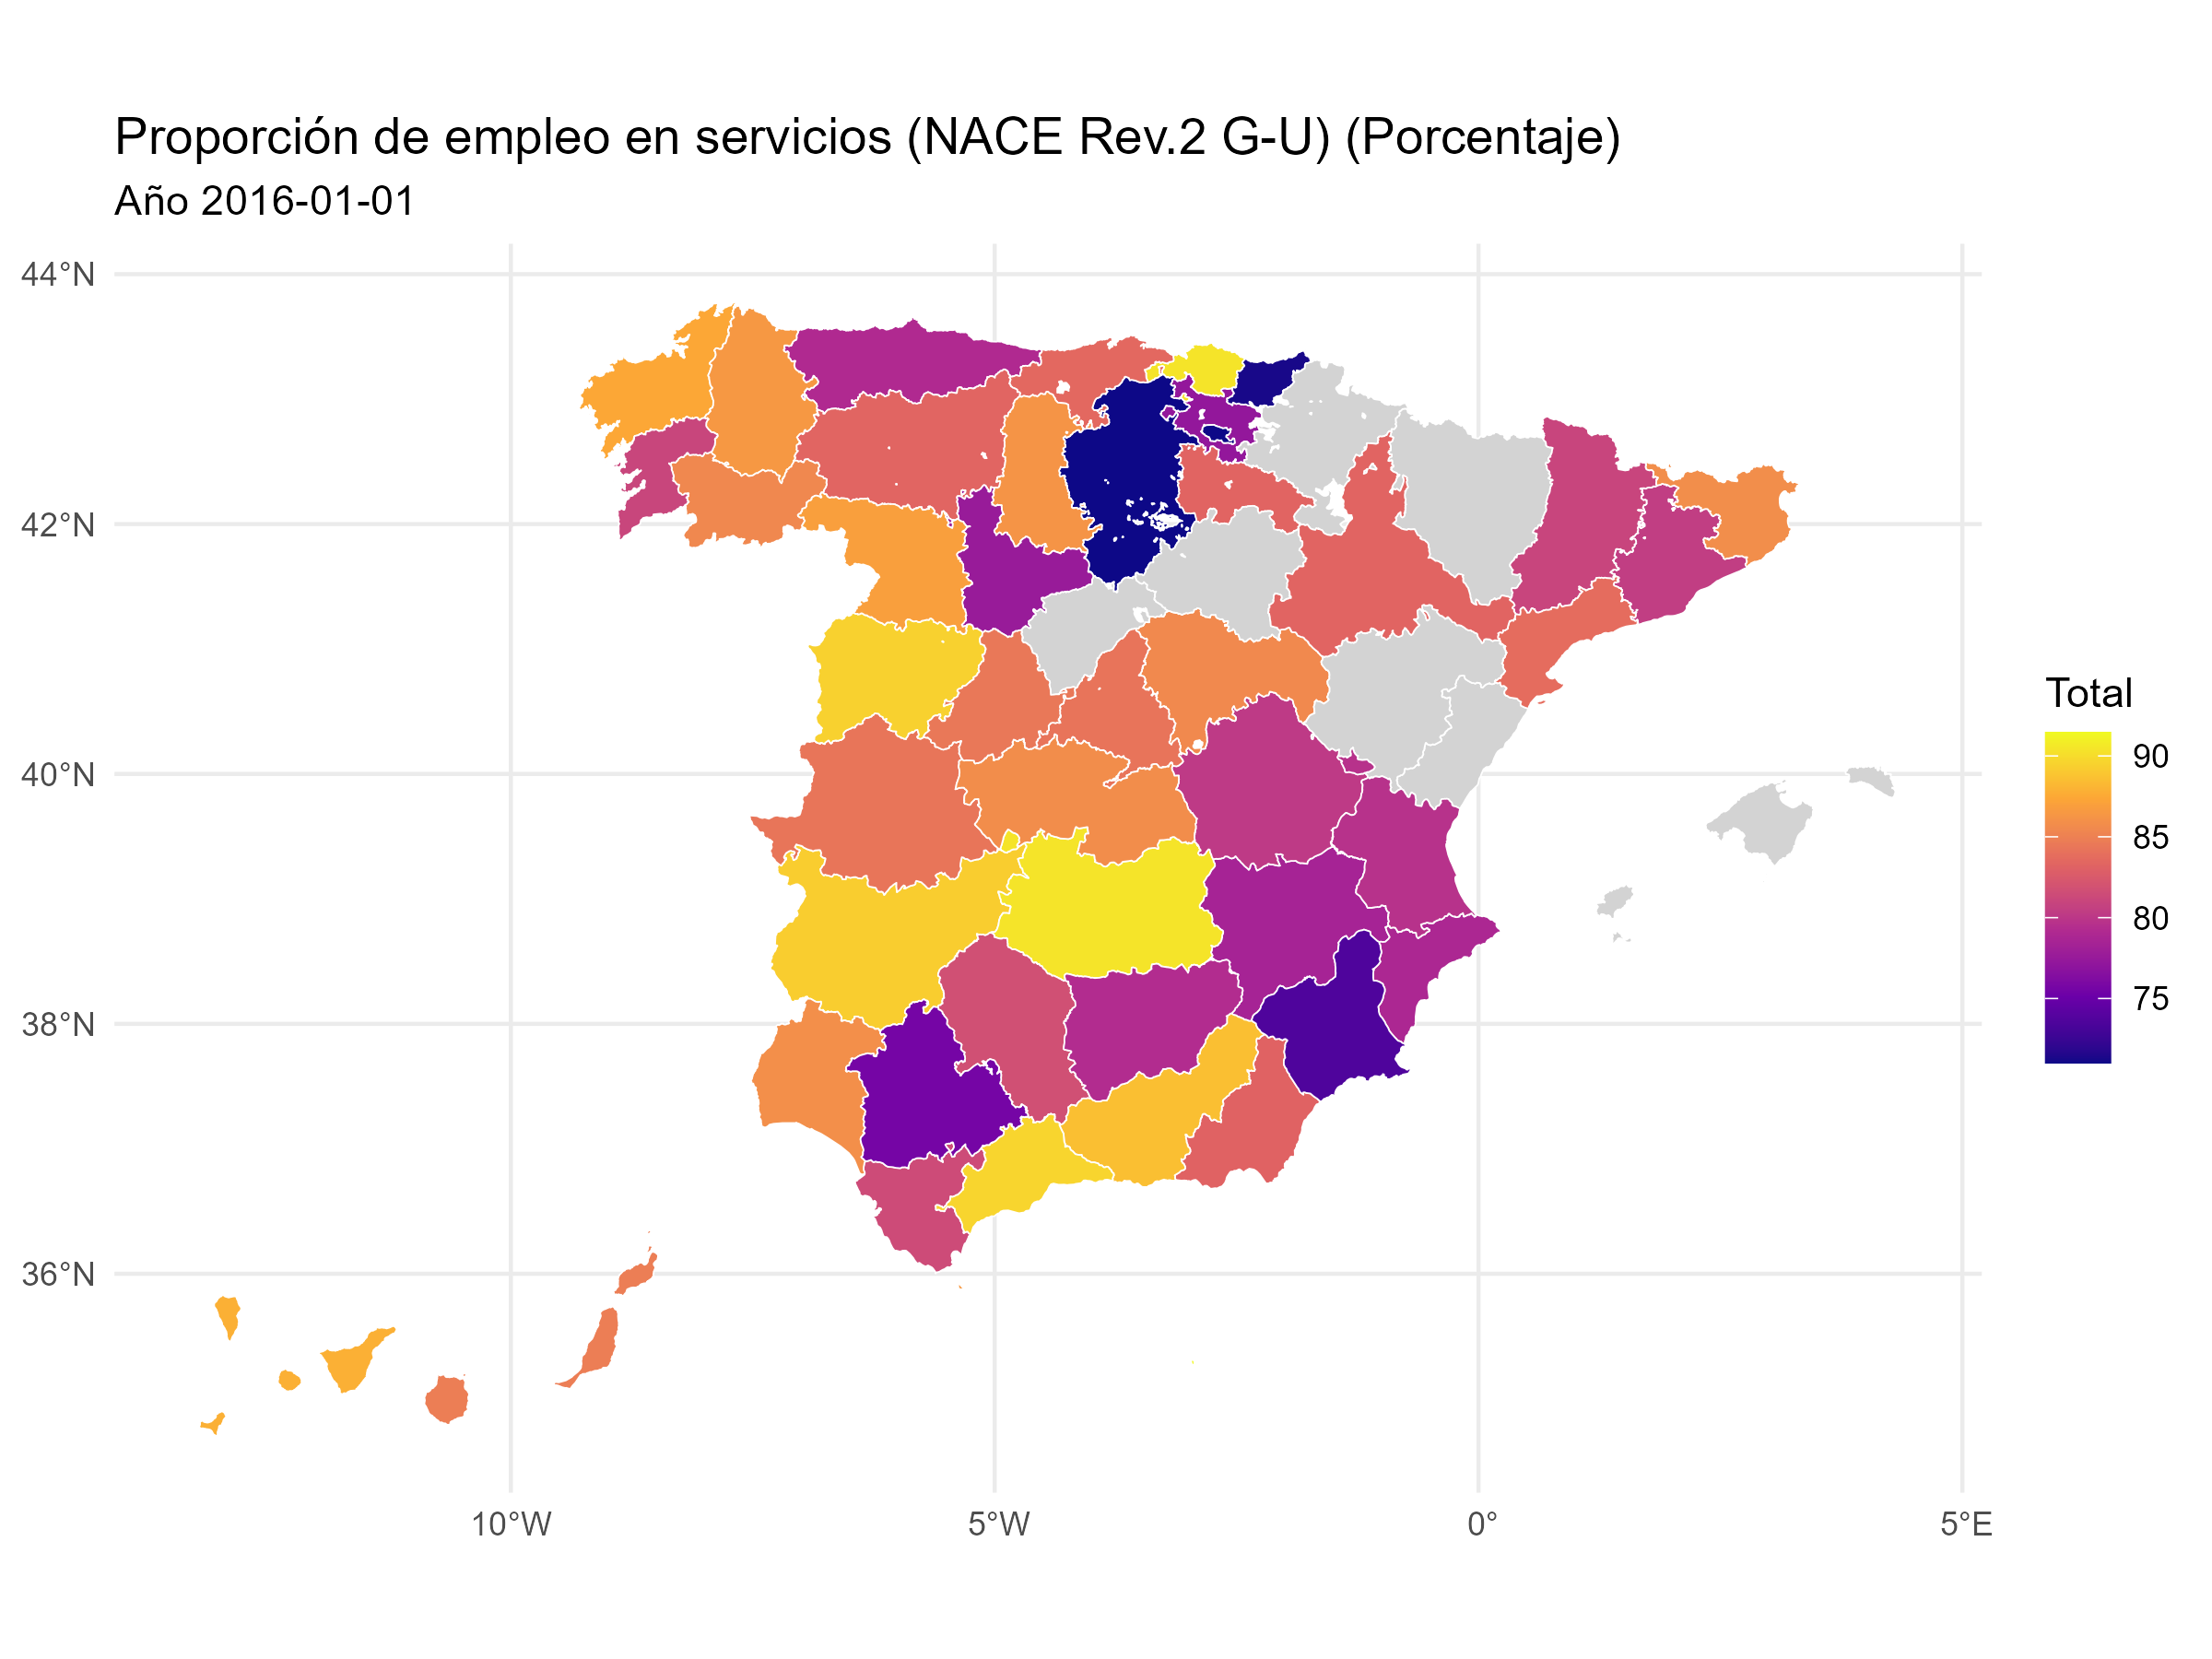 Proporción de empleo en servicios (NACE Rev.2 G-U) (Porcentaje)
Año 2016-01-01
44°N
42°N
40°N
38°N
36°N
10°W
5°W
0°
5°E
Total
90
85
80
75